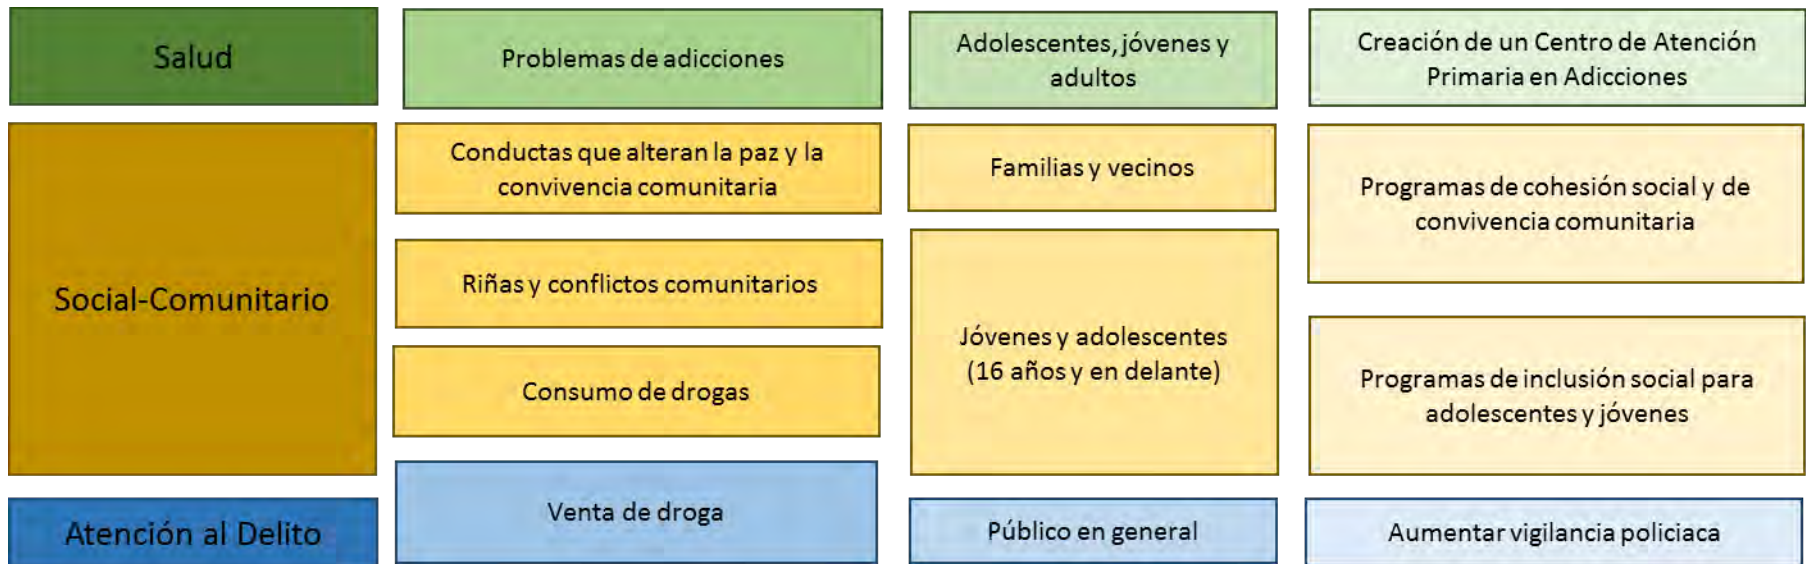 Salud
Problemas de adicciones
Adolescentes, jóvenes y
adultos
Creación de un Centro de Atención
Primaria en Adicciones
Social-Comunitario
Conductas que alteran la paz y la
convivencia comunitaria
Familias y vecinos
Programas de cohesión social y de
convivencia comunitaria
Riñas y conflictos comunitarios
Jóvenes y adolescentes
(16 años y en delante)
Consumo de drogas
Programas de inclusión social para
adolescentes y jóvenes
Atención al Delito
Venta de droga
Público en general
Aumentar vigilancia policiaca